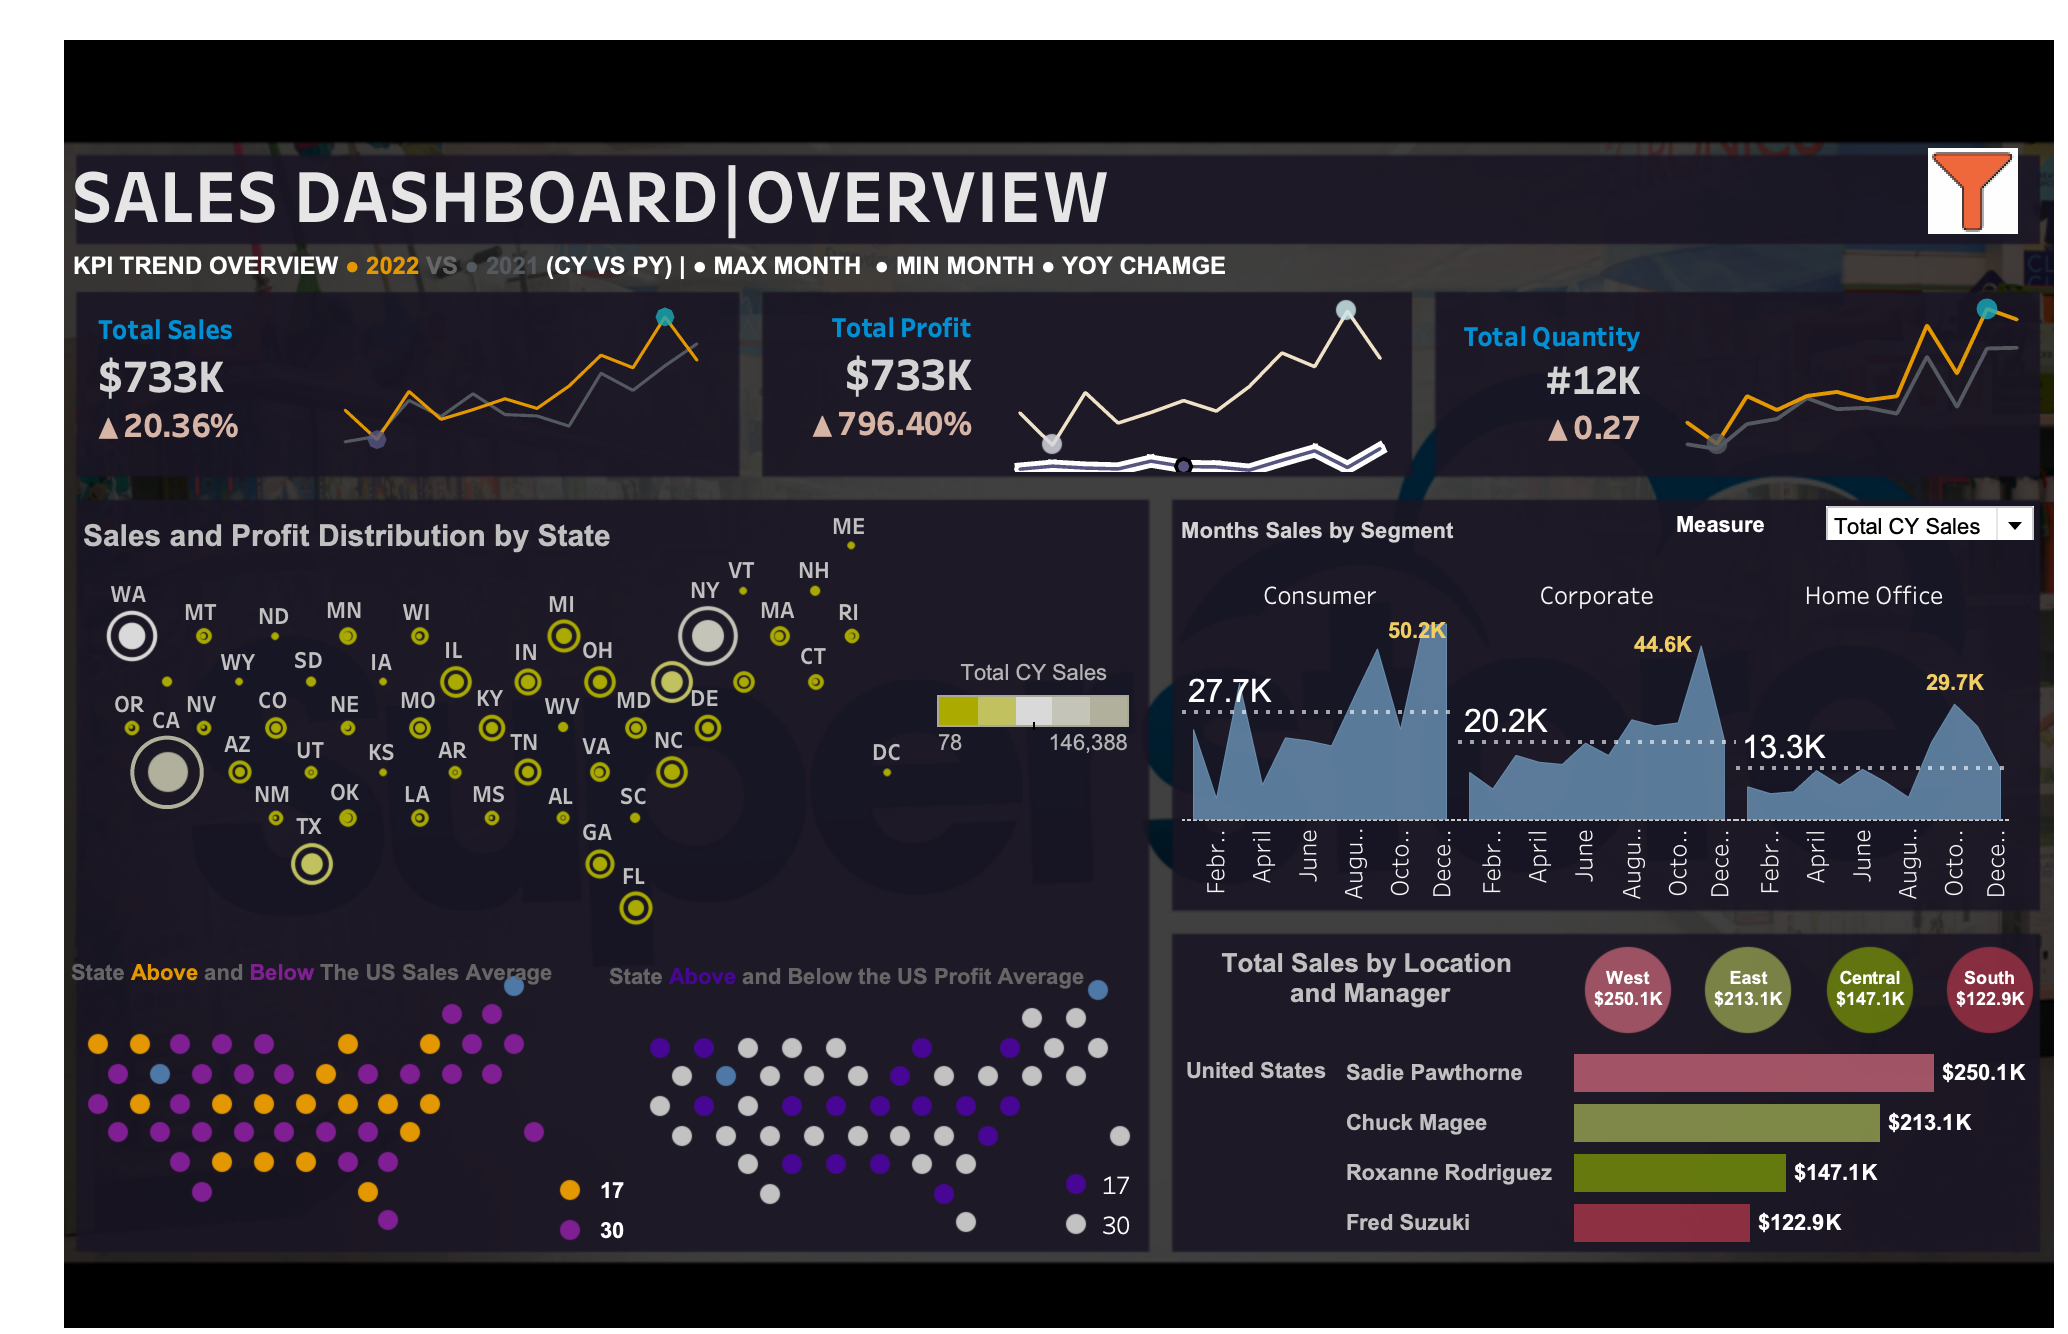 SALES DASHBOARD|OVERVIEW
KPI TREND OVERVIEW ● 2022 VS ● 2021 (CY VS PY) | ● MAX MONTH ● MIN MONTH ● YOY CHAMGE
Total Sales
$733K
▲20.36%
Total Profit
$733K
▲796.40%
Total Quantity
#12K
▲0.27
Sales and Profit Distribution by State
ME
VT NH
WA NY
MT ND MN WI MI MA RI
WY SD IA IL IN OH CT
OR CA NV CO NE MO KY WV MD DE
AZ UT KS AR TN VA NC DC
NM OK LA MS AL SC
TX GA
FL
Total CY Sales
78 146,388
State Above and Below The US Sales Average
17
30
State Above and Below the US Profit Average
17
30
Months Sales by Segment
Measure
Total CY Sales
Consumer Corporate Home Office
50.2K 44.6K 29.7K
27.7K 20.2K 13.3K
Febr.. April June Augu.. Octo.. Dece.. Febr.. April June Augu.. Octo.. Dece.. Febr.. April June Augu.. Octo.. Dece..
Total Sales by Location
and Manager
West
$250.1K
East
$213.1K
Central
$147.1K
South
$122.9K
United States
Sadie Pawthorne $250.1K
Chuck Magee $213.1K
Roxanne Rodriguez $147.1K
Fred Suzuki $122.9K